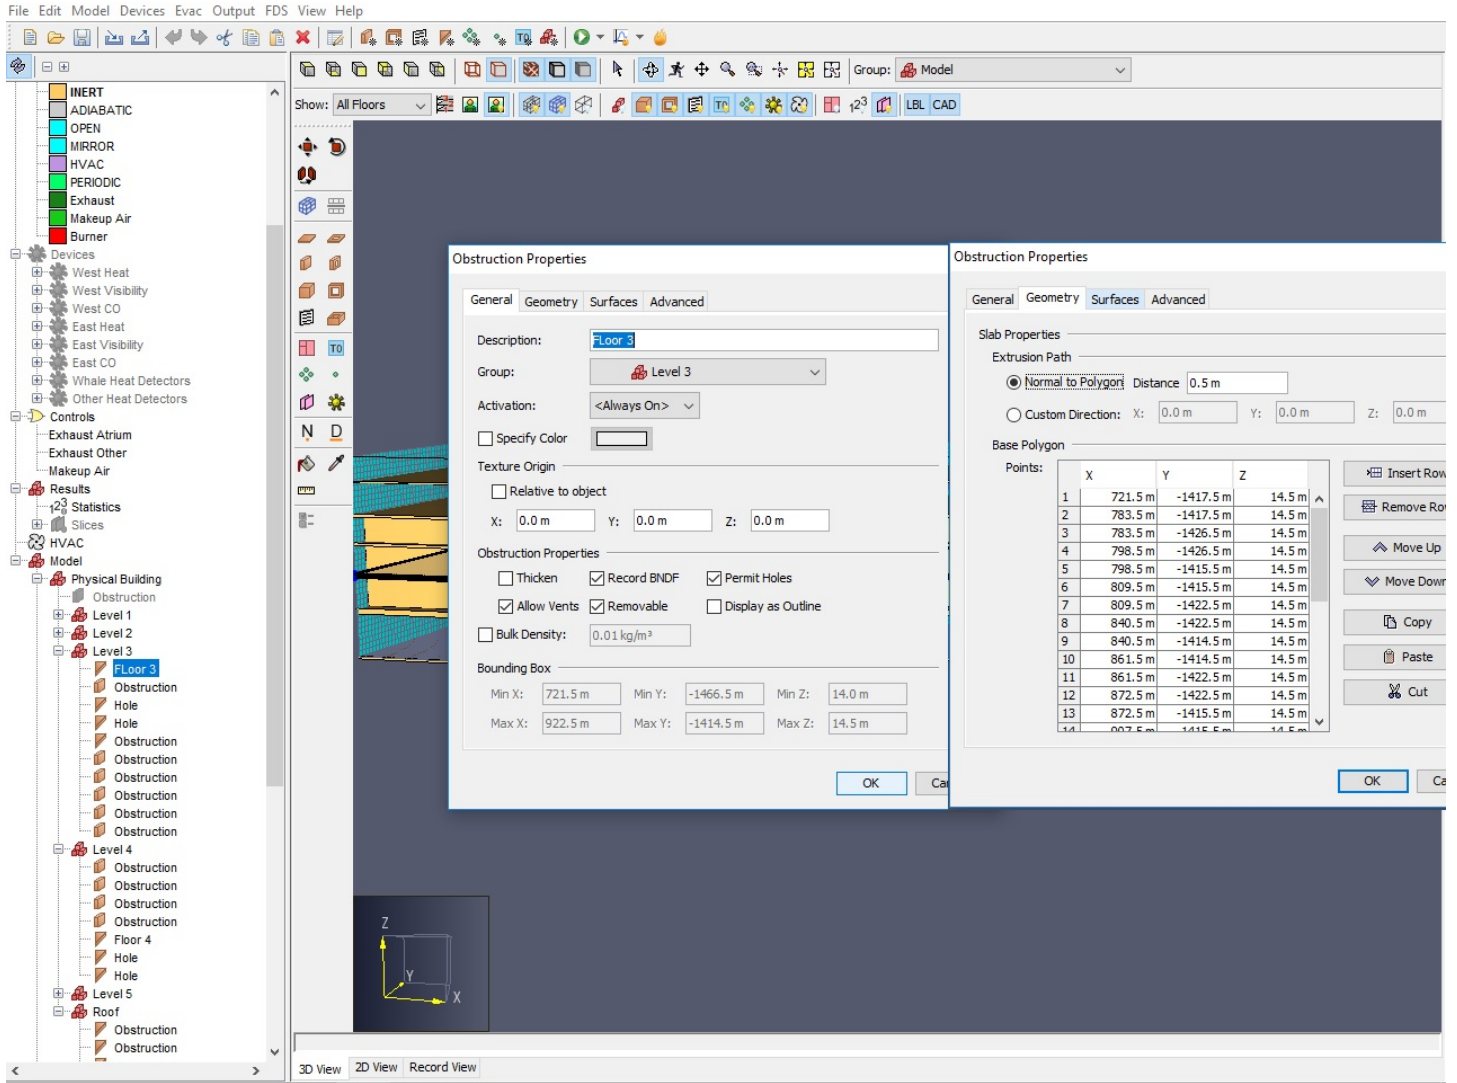 File Edit Model Devices Evac Output FDS View Help
Group: Model
Show: All Floors
LBL CAD
INERT
ADIABATIC
OPEN
MIRROR
HVAC
PERIODIC
Exhaust
Makeup Air
Burner
Devices
West Heat
West Visibility
West CO
East Heat
East Visibility
East CO
Whale Heat Detectors
Other Heat Detectors
Controls
Exhaust Atrium
Exhaust Other
Makeup Air
Results
Statistics
Slices
HVAC
Model
Physical Building
Obstruction
Level 1
Level 2
Level 3
FLoor 3
Obstruction
Hole
Hole
Obstruction
Obstruction
Obstruction
Obstruction
Obstruction
Obstruction
Level 4
Obstruction
Obstruction
Obstruction
Obstruction
Floor 4
Hole
Hole
Level 5
Roof
Obstruction
Obstruction
Obstruction Properties
General Geometry Surfaces Advanced
Description: FLoor 3
Group: Level 3
Activation: <Always On>
Specify Color
Texture Origin
Relative to object
X: 0.0 m Y: 0.0 m Z: 0.0 m
Obstruction Properties
Thicken Record BNDF Permit Holes
Allow Vents Removable Display as Outline
Bulk Density: 0.01 kg/m³
Bounding Box
Min X: 721.5 m Min Y: -1466.5 m Min Z: 14.0 m
Max X: 922.5 m Max Y: -1414.5 m Max Z: 14.5 m
OK Ca
Obstruction Properties
General Geometry Surfaces Advanced
Slab Properties
Extrusion Path
Normal to Polygon Distance 0.5 m
Custom Direction: X: 0.0 m Y: 0.0 m Z: 0.0 m
Base Polygon
Points:
X Y Z
1 721.5 m -1417.5 m 14.5 m
2 783.5 m -1417.5 m 14.5 m
3 783.5 m -1426.5 m 14.5 m
4 798.5 m -1426.5 m 14.5 m
5 798.5 m -1415.5 m 14.5 m
6 809.5 m -1415.5 m 14.5 m
7 809.5 m -1422.5 m 14.5 m
8 840.5 m -1422.5 m 14.5 m
9 840.5 m -1414.5 m 14.5 m
10 861.5 m -1414.5 m 14.5 m
11 861.5 m -1422.5 m 14.5 m
12 872.5 m -1422.5 m 14.5 m
13 872.5 m -1415.5 m 14.5 m
14 907.5 m -1415.5 m 14.5 m
Insert Row
Remove Ro
Move Up
Move Down
Copy
Paste
Cut
OK Ca
Z
Y
X
3D View 2D View Record View